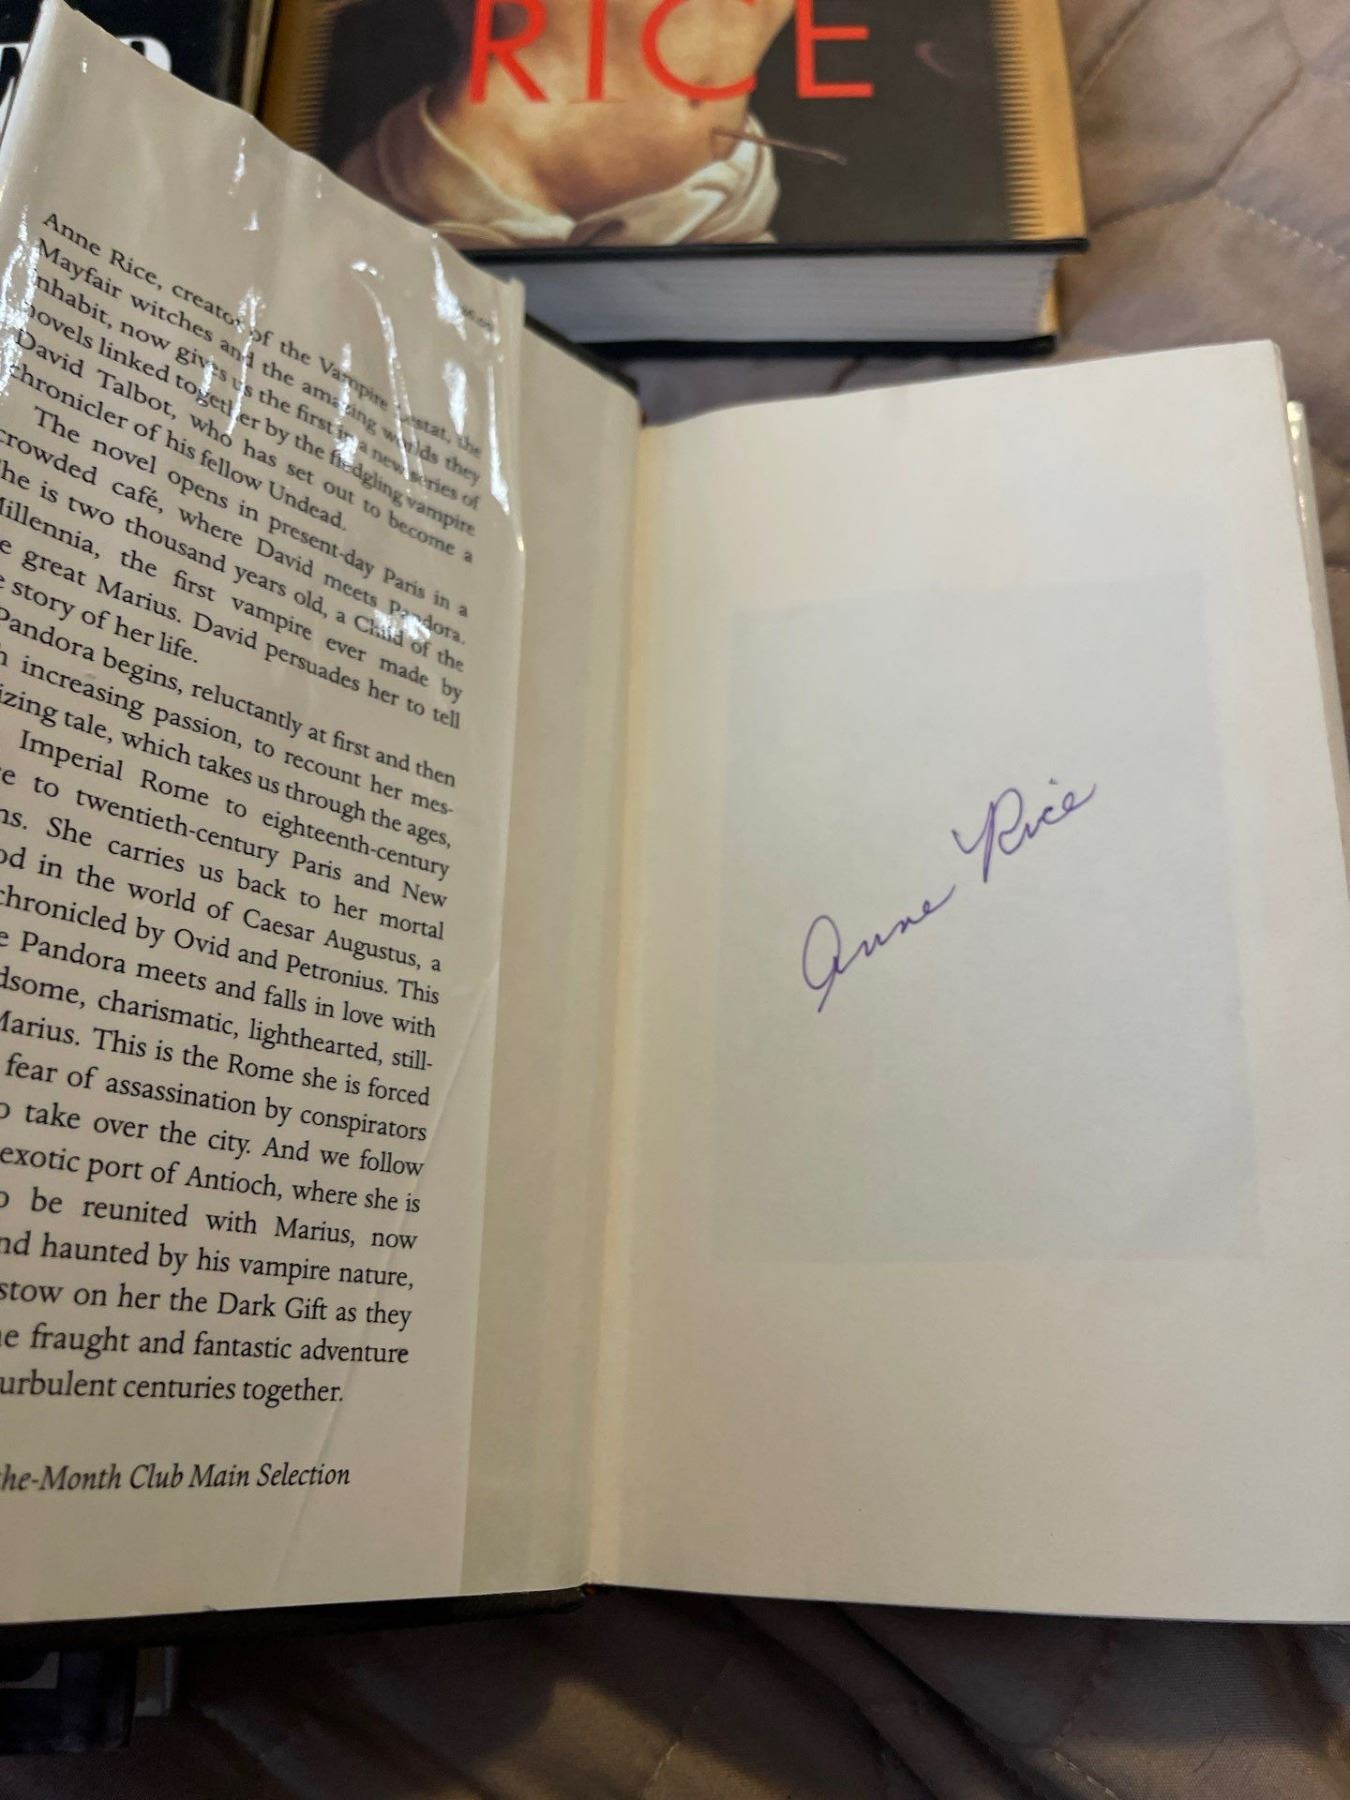 RICE
Anne Rice, creator of the Vampire Lestat, the
Mayfair witches and the amazing worlds they
inhabit, now gives us the first in a new series of
novels linked together by the fledgling vampire
David Talbot, who has set out to become a
chronicler of his fellow Undead.
The novel opens in present-day Paris in a
crowded café, where David meets Pandora.
She is two thousand years old, a Child of the
Millennia, the first vampire ever made by
great Marius. David persuades her to tell
story of her life.
Pandora begins, reluctantly at first and then
increasing passion, to recount her mes-
izing tale, which takes us through the ages,
Imperial Rome to eighteenth-century
to twentieth-century Paris and New
ns. She carries us back to her mortal
od in the world of Caesar Augustus, a
chronicled by Ovid and Petronius. This
Pandora meets and falls in love with
dsome, charismatic, lighthearted, still-
Marius. This is the Rome she is forced
fear of assassination by conspirators
take over the city. And we follow
exotic port of Antioch, where she is
be reunited with Marius, now
nd haunted by his vampire nature,
stow on her the Dark Gift as they
fraught and fantastic adventure
urbulent centuries together.
the-Month Club Main Selection
Anne Rice